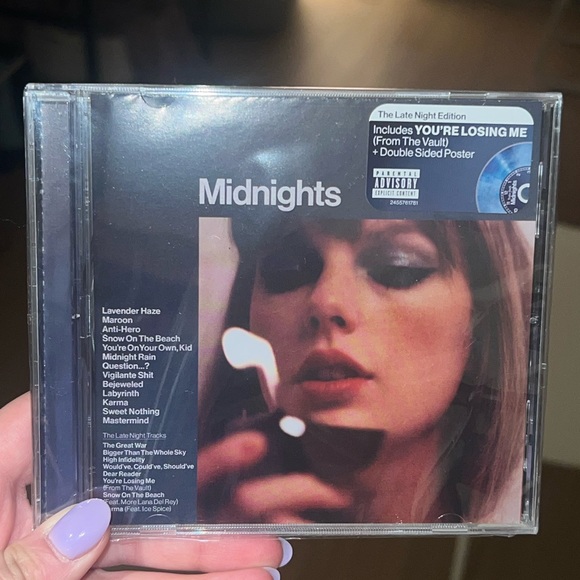 The Late Night Edition
Includes YOU'RE LOSING ME
(From The Vault)
+ Double Sided Poster
PARENTAL
ADVISORY
EXPLICIT CONTENT
2455761781
Midnights
Midnights
Lavender Haze
Maroon
Anti-Hero
Snow On The Beach
You're On Your Own, Kid
Midnight Rain
Question...?
Vigilante Shit
Bejeweled
Labyrinth
Karma
Sweet Nothing
Mastermind
The Late Night Tracks
The Great War
Bigger Than The Whole Sky
High Infidelity
Would've, Could've, Should've
Dear Reader
You're Losing Me
(From The Vault)
Snow On The Beach
(Feat. More Lana Del Rey)
Karma (Feat. Ice Spice)